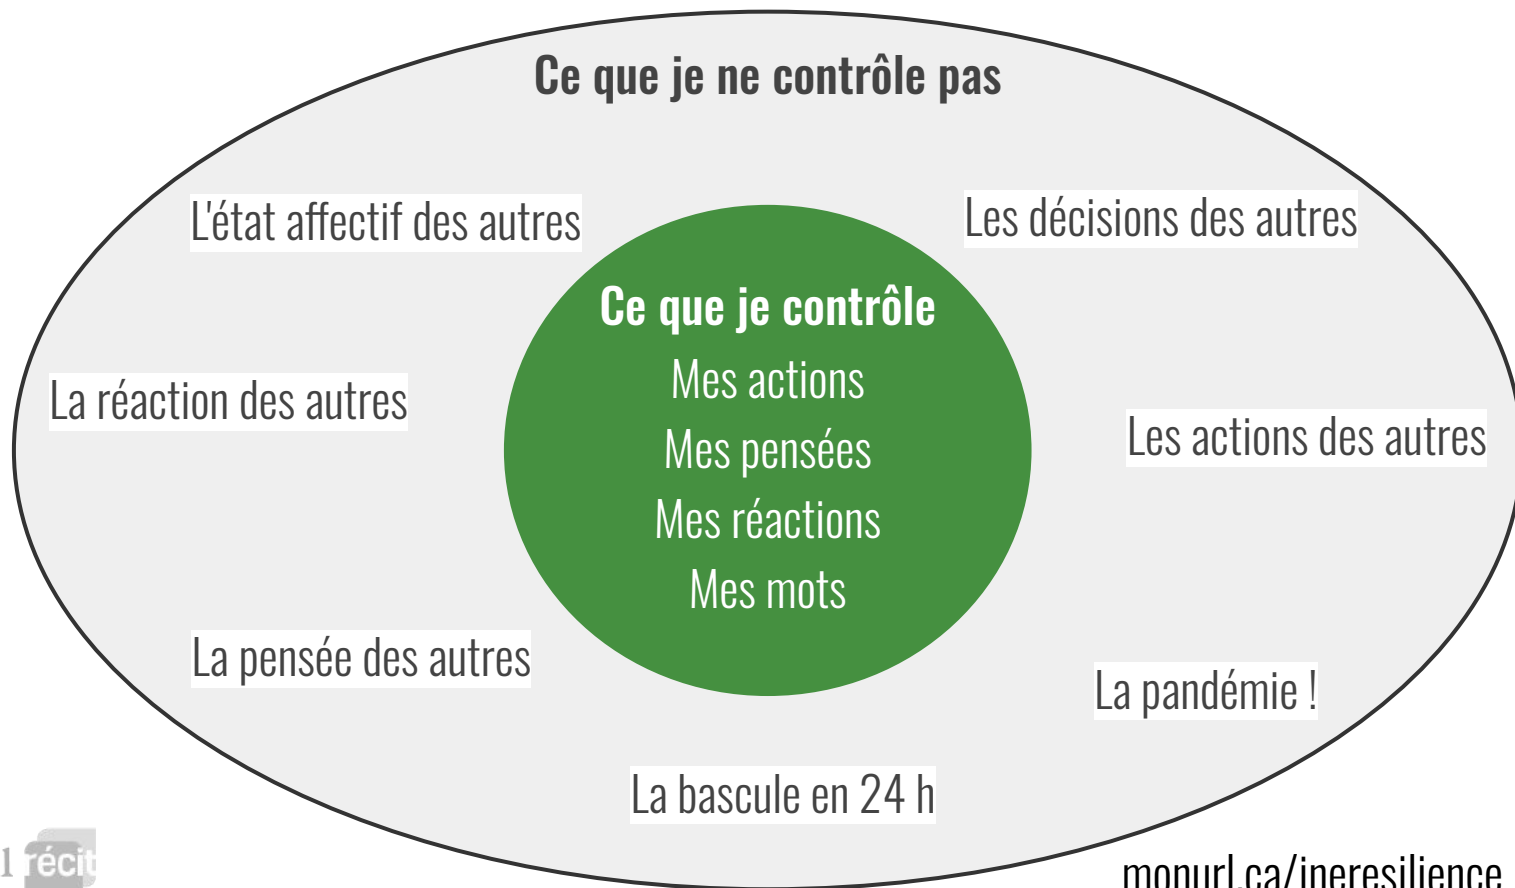 Ce que je ne contrôle pas
L'état affectif des autres
Les décisions des autres
Ce que je contrôle
Mes actions
Mes pensées
Mes réactions
Mes mots
La réaction des autres
Les actions des autres
La pensée des autres
La pandémie !
La bascule en 24 h
récit
monurl.ca/ineresilience